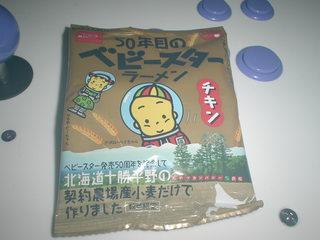 50年目の
ベビースター
ラーメン
チキン
ベビースター発売50周年を記念して
北海道十勝平野の
契約農場産小麦だけで
作りました